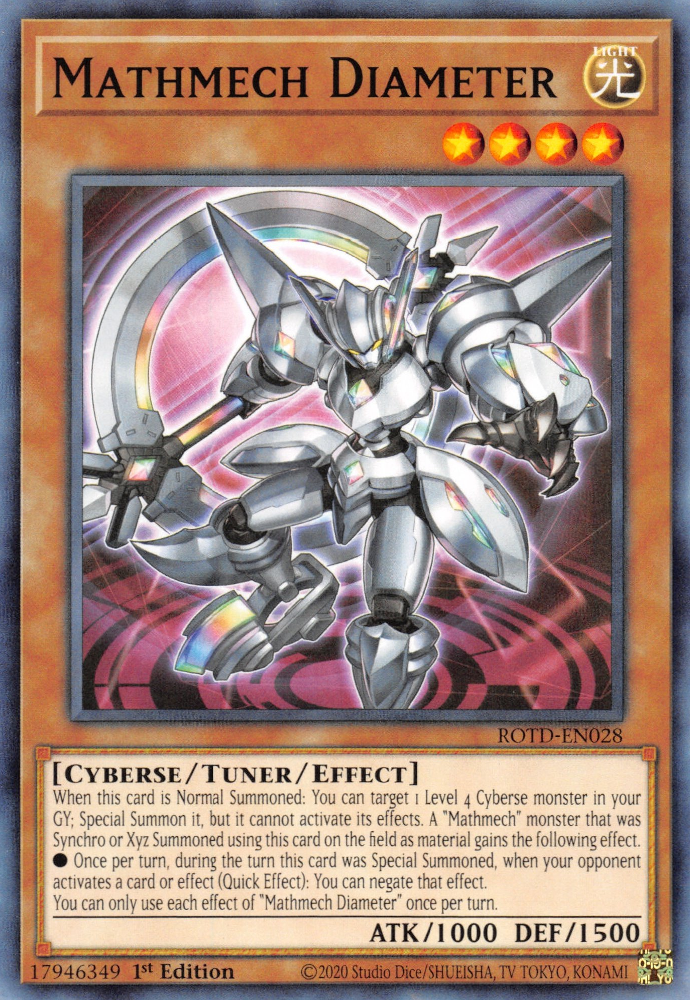 MATHMECH DIAMETER
LIGHT
光
ROTD-EN028
[CYBERSE/TUNER/EFFECT]
When this card is Normal Summoned: You can target 1 Level 4 Cyberse monster in your
GY; Special Summon it, but it cannot activate its effects. A "Mathmech" monster that was
Synchro or Xyz Summoned using this card on the field as material gains the following effect.
● Once per turn, during the turn this card was Special Summoned, when your opponent
activates a card or effect (Quick Effect): You can negate that effect.
You can only use each effect of "Mathmech Diameter" once per turn.
ATK/1000 DEF/1500
17946349 1st Edition ©2020 Studio Dice/SHUEISHA, TV TOKYO, KONAMI